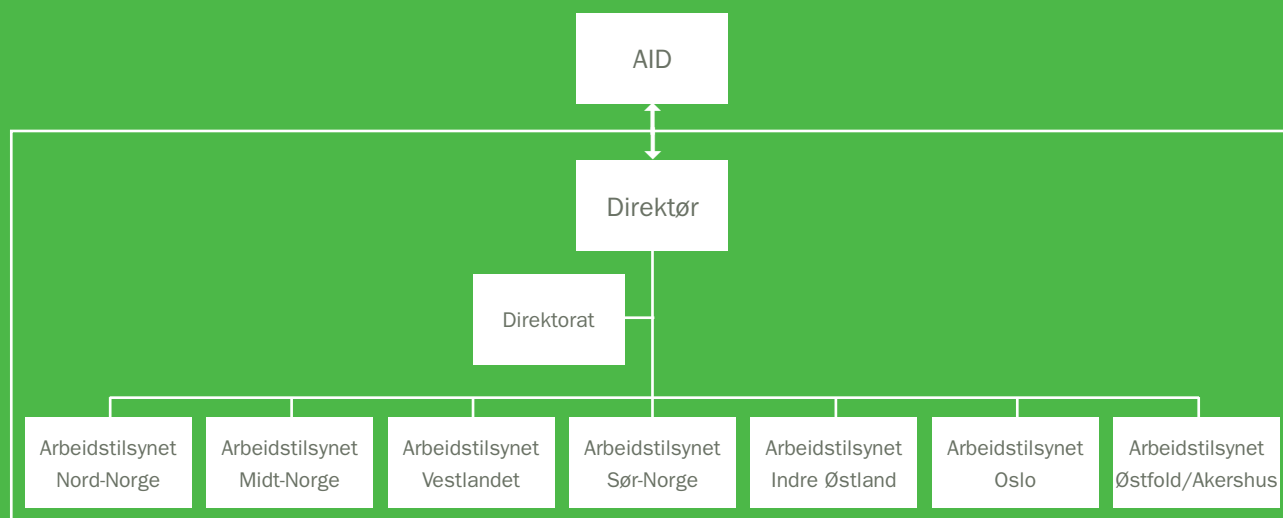 AID
Direktør
Direktorat
Arbeidstilsynet
Nord-Norge
Arbeidstilsynet
Midt-Norge
Arbeidstilsynet
Vestlandet
Arbeidstilsynet
Sør-Norge
Arbeidstilsynet
Indre Østland
Arbeidstilsynet
Oslo
Arbeidstilsynet
Østfold/Akershus